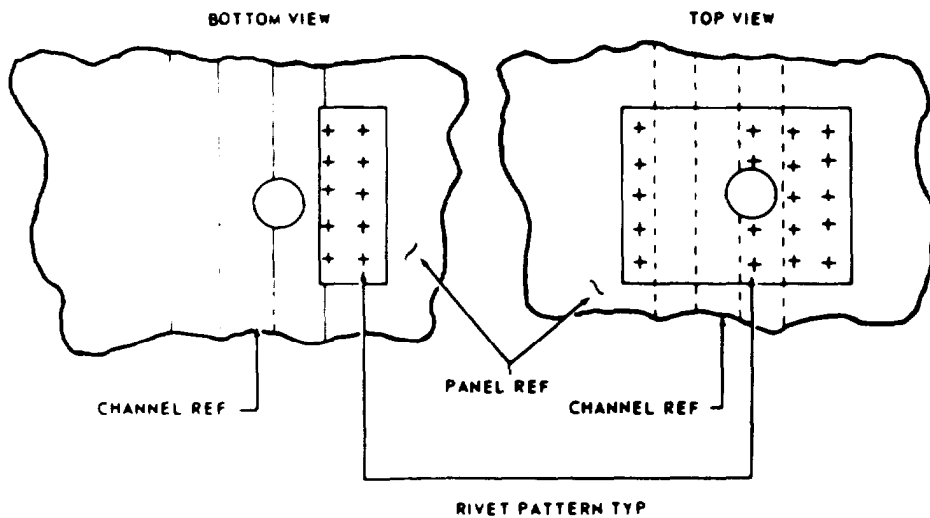 BOTTOM VIEW
TOP VIEW
PANEL REF
CHANNEL REF
CHANNEL REF
RIVET PATTERN TYP